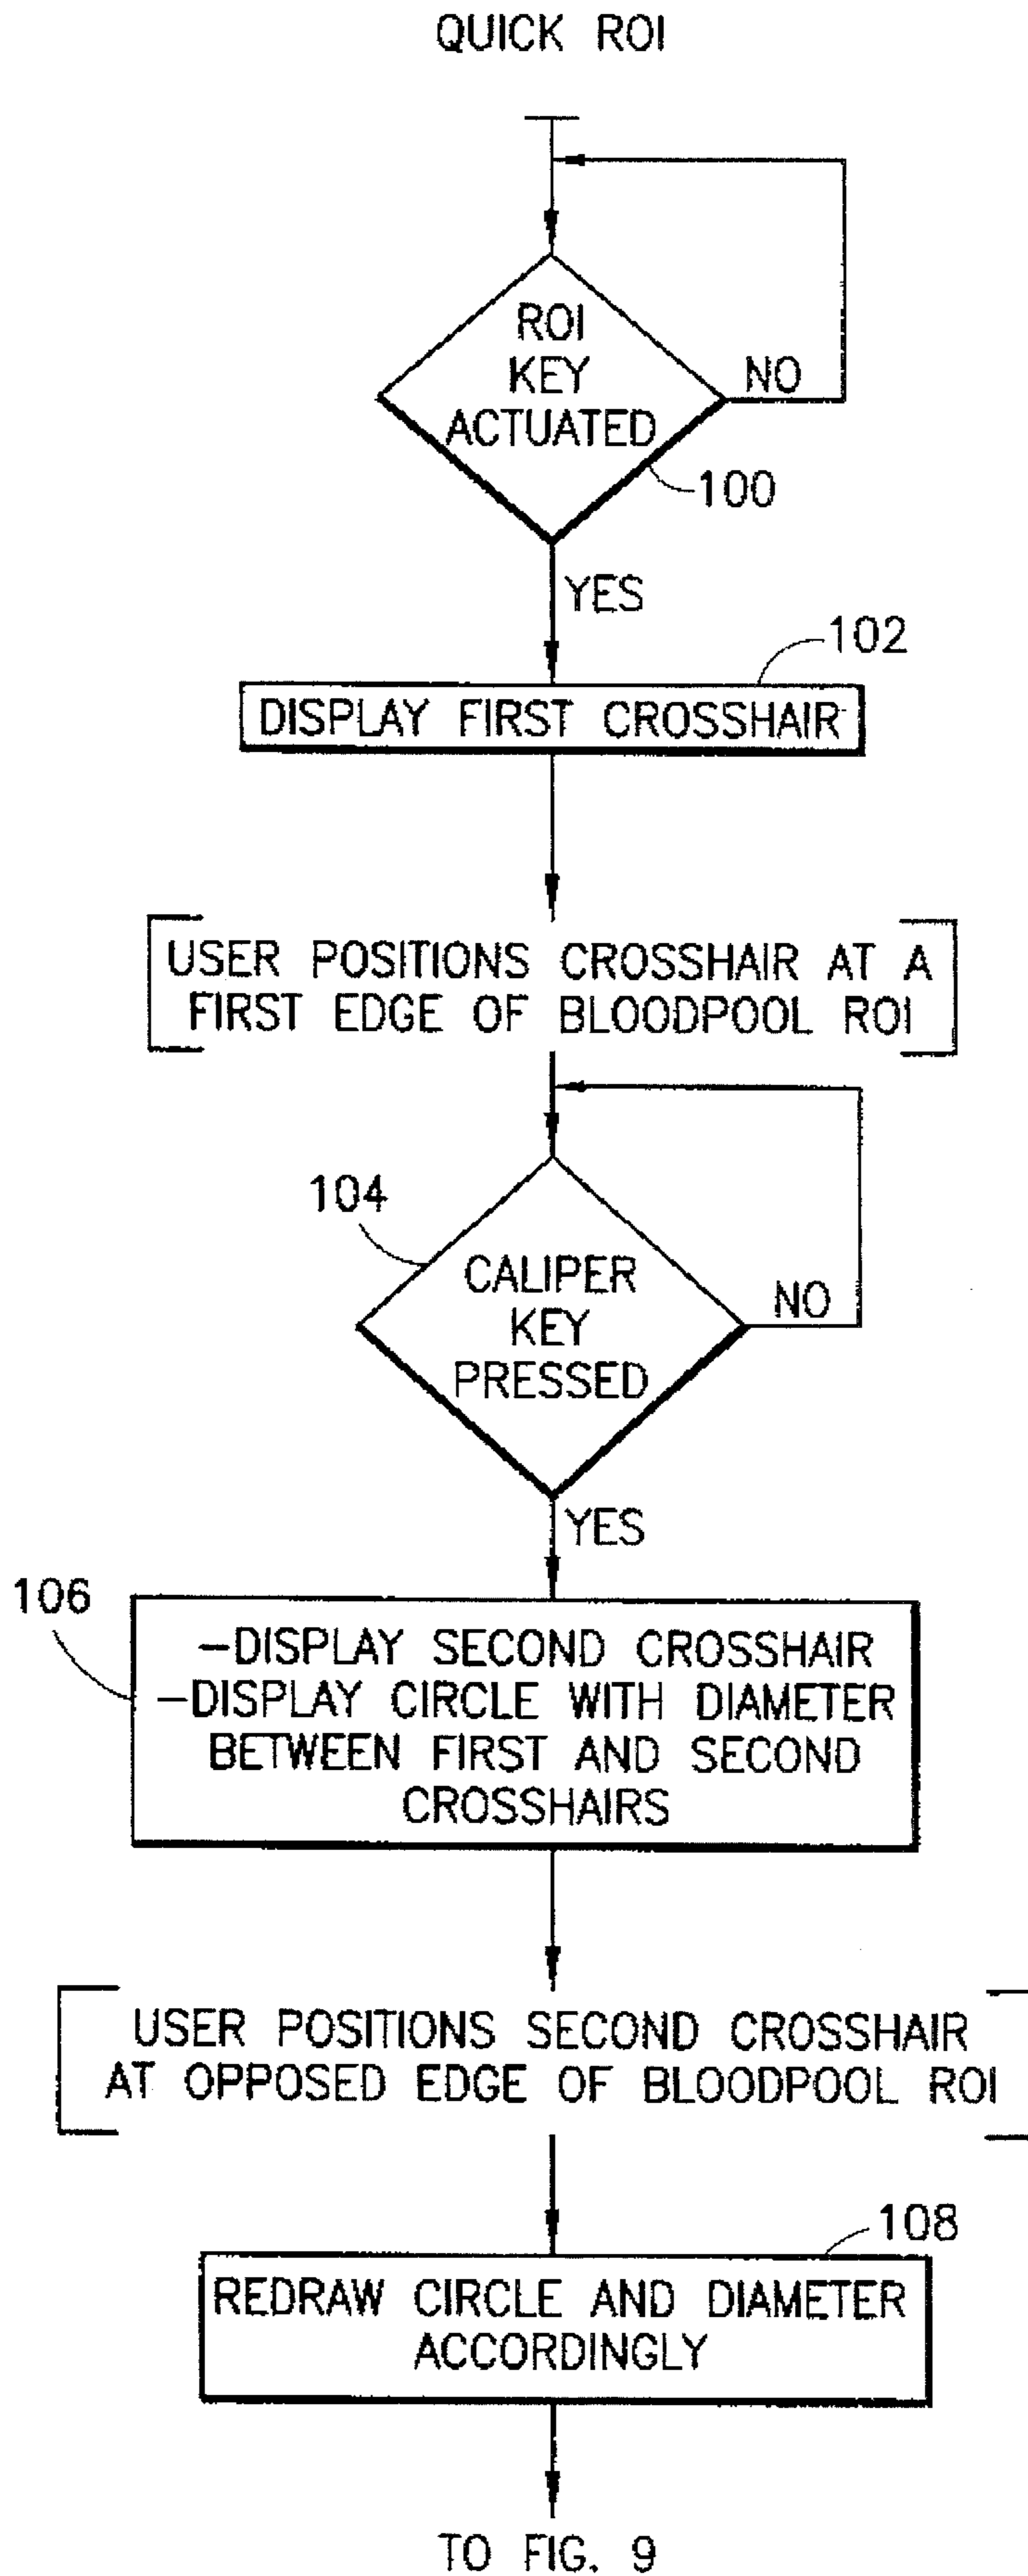 QUICK ROI
ROI
KEY
ACTUATED
NO
100
YES
102
DISPLAY FIRST CROSSHAIR
USER POSITIONS CROSSHAIR AT A
FIRST EDGE OF BLOODPOOL ROI
104
CALIPER
KEY
PRESSED
NO
YES
106
-DISPLAY SECOND CROSSHAIR
-DISPLAY CIRCLE WITH DIAMETER
BETWEEN FIRST AND SECOND
CROSSHAIRS
USER POSITIONS SECOND CROSSHAIR
AT OPPOSED EDGE OF BLOODPOOL ROI
108
REDRAW CIRCLE AND DIAMETER
ACCORDINGLY
TO FIG. 9